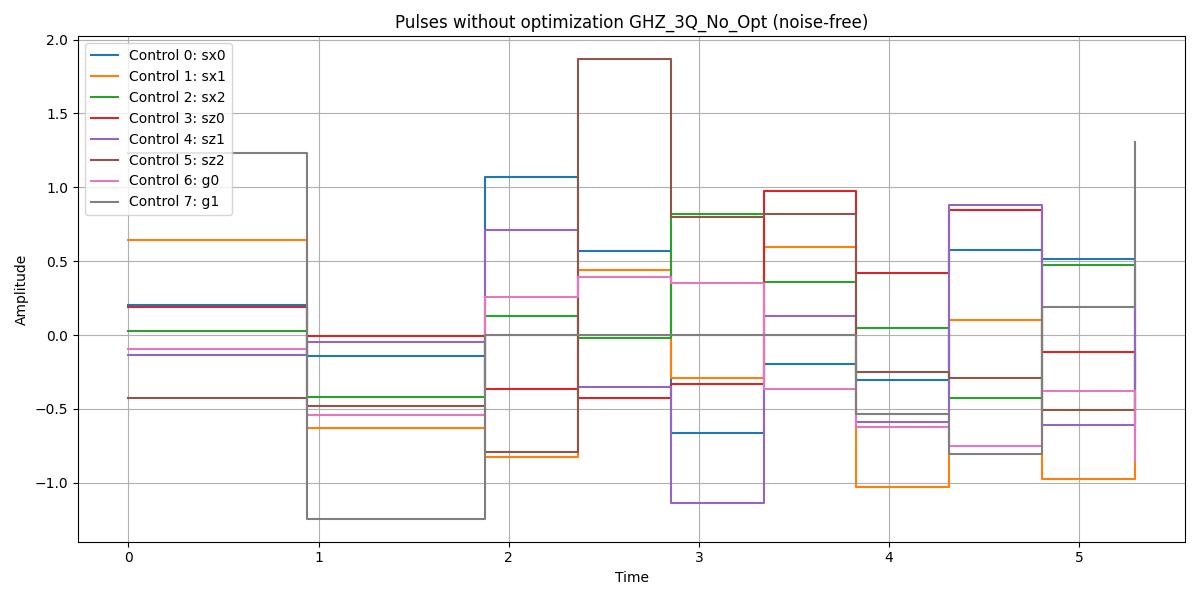 Pulses without optimization GHZ_3Q_No_Opt (noise-free)
2.0
1.5
1.0
0.5
0.0
−0.5
−1.0
Amplitude
Control 0: sx0
Control 1: sx1
Control 2: sx2
Control 3: sz0
Control 4: sz1
Control 5: sz2
Control 6: g0
Control 7: g1
0 1 2 3 4 5
Time